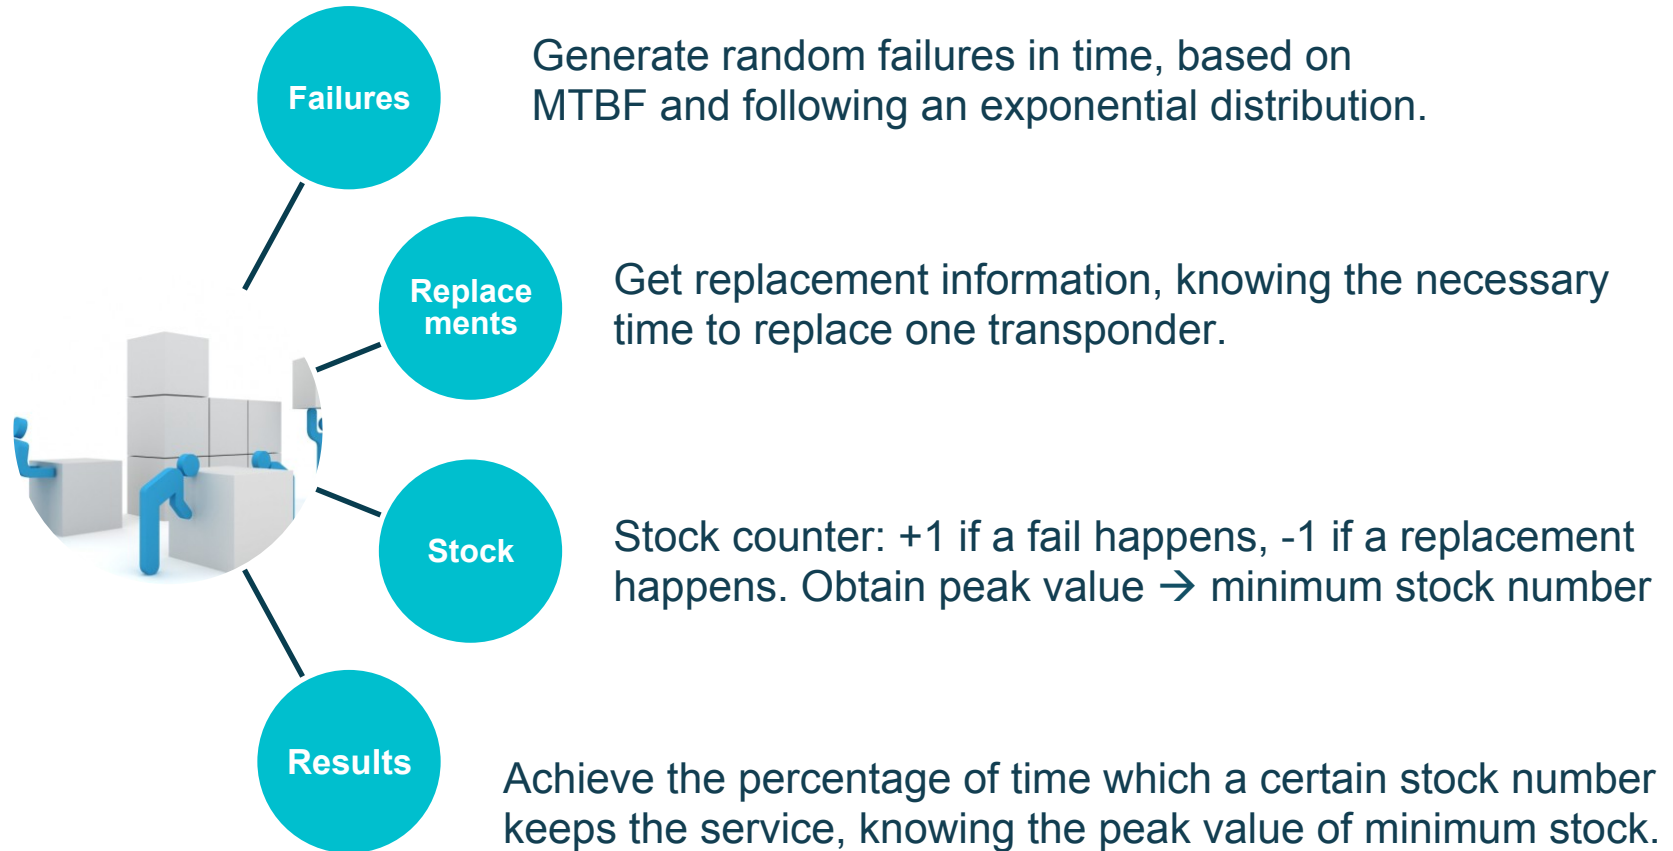 Failures
Generate random failures in time, based on
MTBF and following an exponential distribution.
Replace
ments
Get replacement information, knowing the necessary
time to replace one transponder.
Stock
Stock counter: +1 if a fail happens, -1 if a replacement
happens. Obtain peak value → minimum stock number
Results
Achieve the percentage of time which a certain stock number
keeps the service, knowing the peak value of minimum stock.